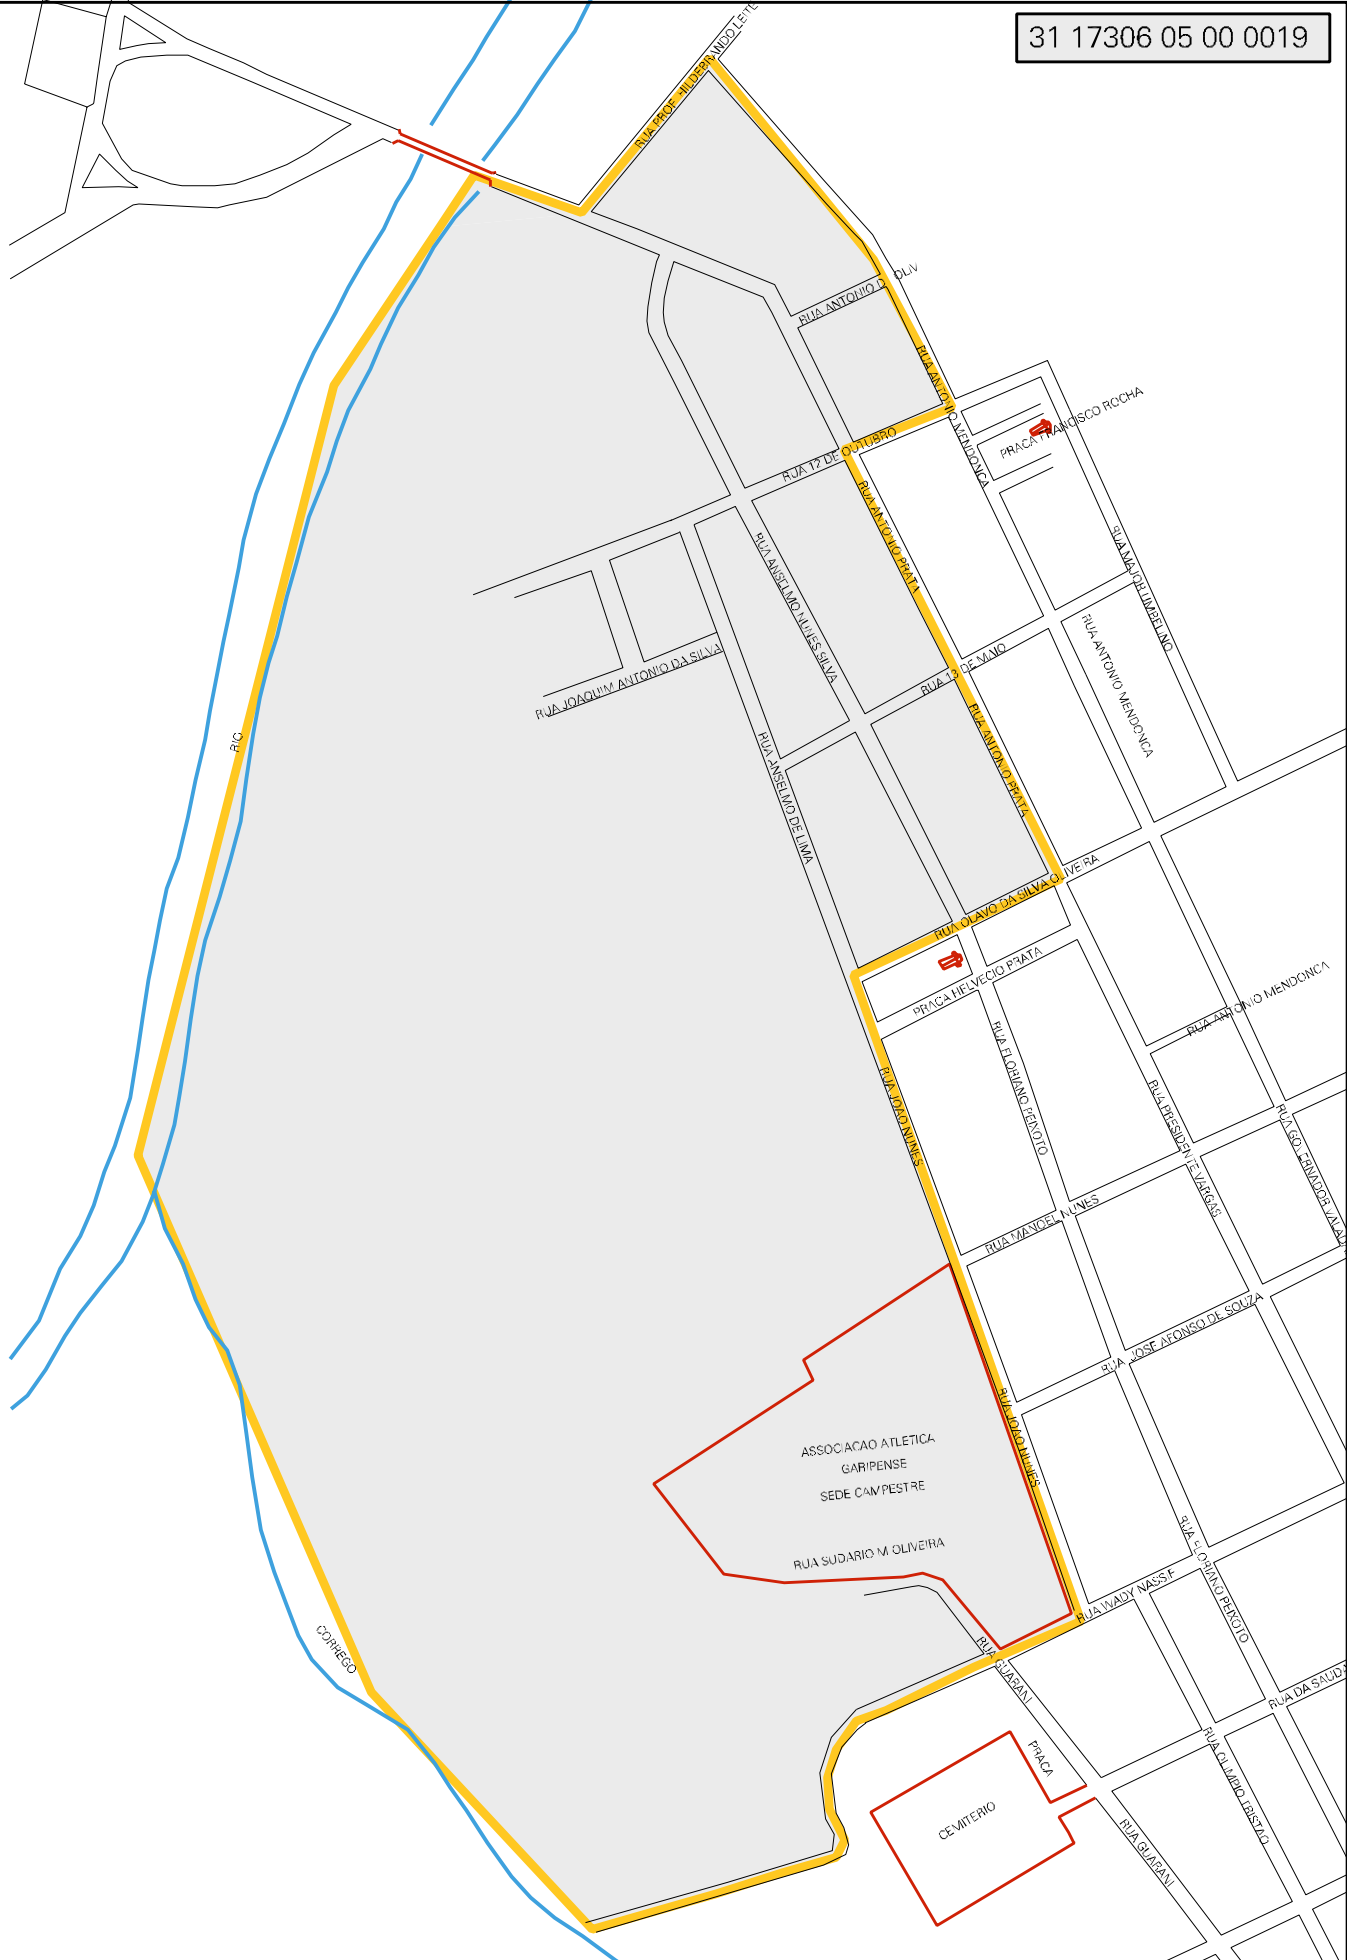 31 17306 05 00 0019
RUA PROF. HILDEBRANDO LEITE
RUA ANTONIO D OLIV
RUA ANTONIO MENDONCA
PRACA FRANCISCO ROCHA
RUA 12 DE OUTUBRO
RUA ANTONIO PRATA
RUA ANSELMO NUNES SILVA
RUA MAJOR UMBELINO
RUA ANTONIO MENDONCA
RUA 13 DE MAIO
RUA JOAQUIM ANTONIO DA SILVA
RUA ANTONIO PRATA
RIO
RUA ANSELMO DE LIMA
RUA OLAVO DA SILVA OLIVEIRA
PRACA HELVECIO PRATA
RUA ANTONIO MENDONCA
RUA FLORIANO PEIXOTO
RUA JOAO NUNES
RUA PRESIDENTE VARGAS
RUA GOVERNADOR VALADA
RUA MANOEL NUNES
RUA JOSE AFONSO DE SOUZA
RUA JOAO NUNES
ASSOCIACAO ATLETICA
GARIPENSE
SEDE CAMPESTRE
RUA SUDARIO M OLIVEIRA
RUA FLORIANO PEIXOTO
RUA WADY NASSIF
CORREGO
RUA GUARANI
RUA DA SAUDA
PRACA
RUA OLIMPIO TRISTAO
CEMITERIO
RUA GUARANI